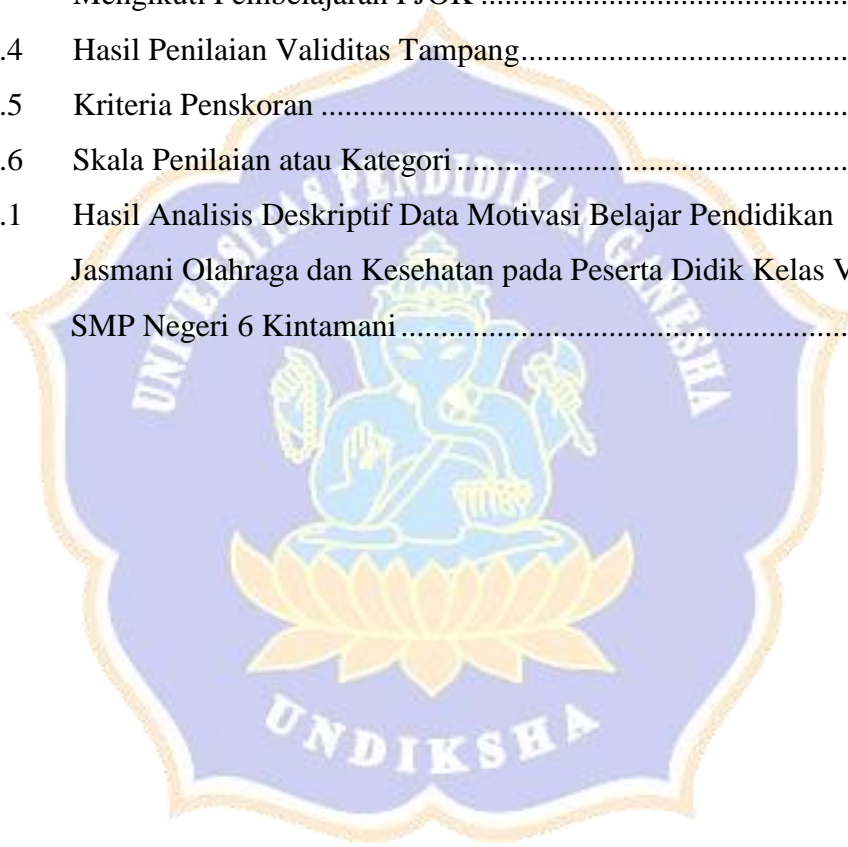 Mengikuti Pembelajaran PJOK ................................................
.4 Hasil Penilaian Validitas Tampang...........................................
.5 Kriteria Penskoran ....................................................................
.6 Skala Penilaian atau Kategori ...................................................
.1 Hasil Analisis Deskriptif Data Motivasi Belajar Pendidikan
Jasmani Olahraga dan Kesehatan pada Peserta Didik Kelas V
SMP Negeri 6 Kintamani ..........................................................
UNIVERSITAS PENDIDIKAN GANESHA
UNDIKSHA